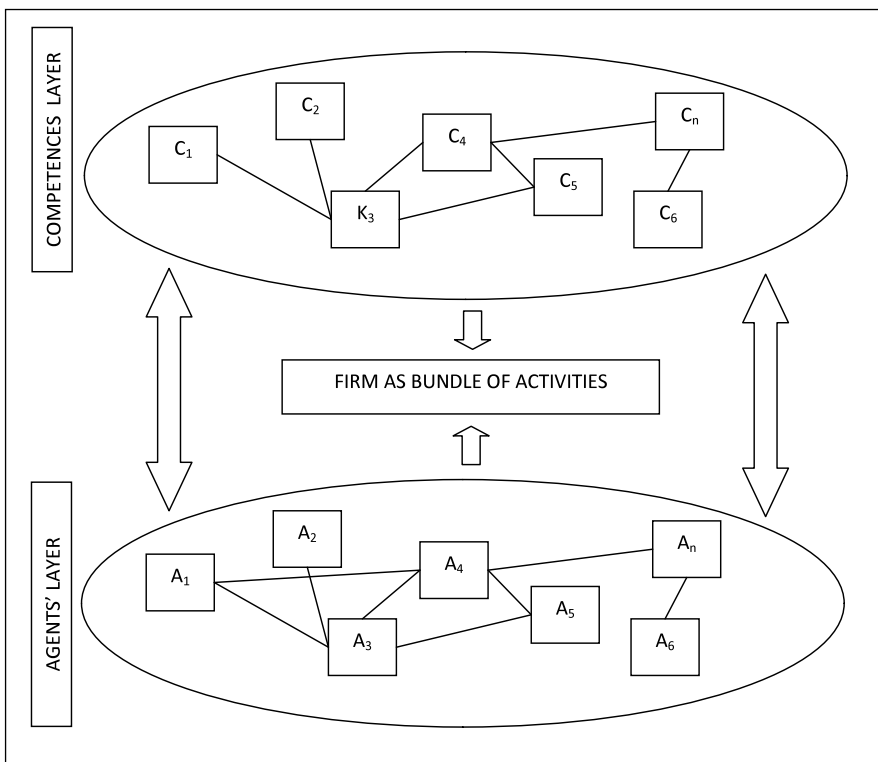 COMPETENCES LAYER
C₁
C₂
K₃
C₄
C₅
Cₙ
C₆
FIRM AS BUNDLE OF ACTIVITIES
AGENTS’ LAYER
A₁
A₂
A₃
A₄
A₅
Aₙ
A₆